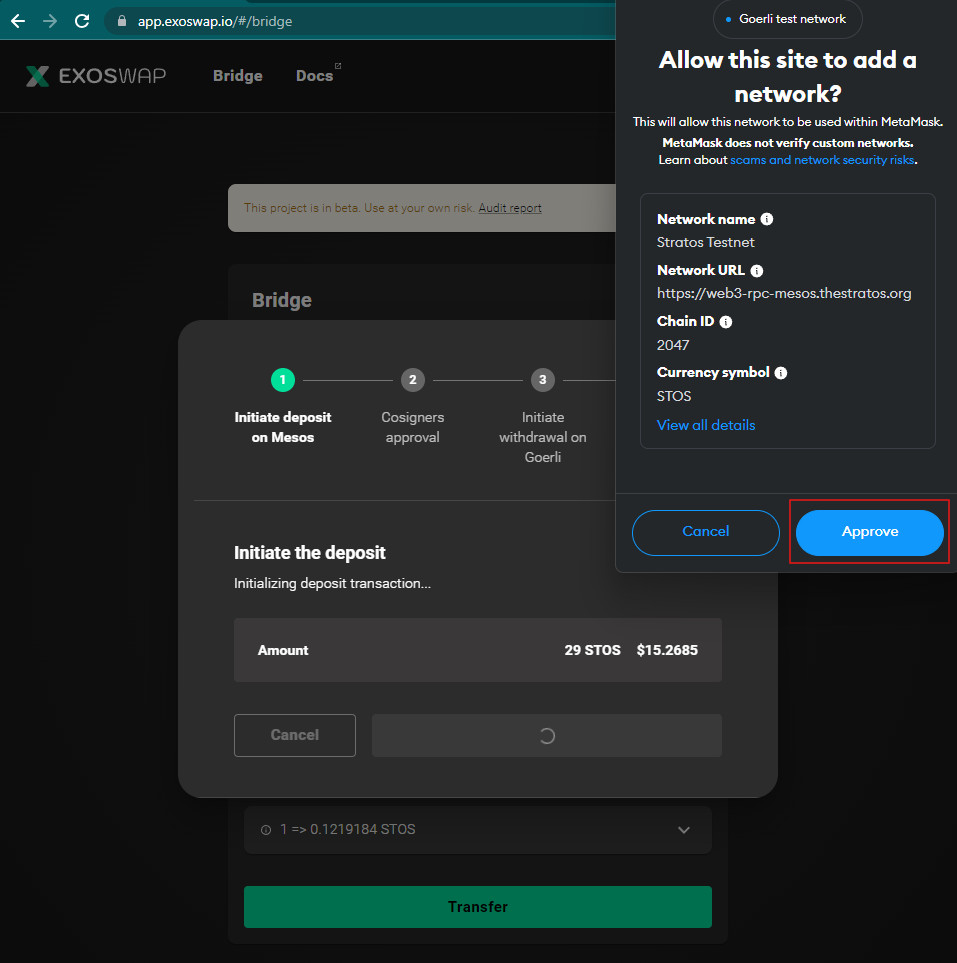 app.exoswap.io/#/bridge
EXOSWAP
Bridge
Docs
This project is in beta. Use at your own risk. Audit report
Bridge
1
2
3
Initiate deposit
on Mesos
Cosigners
approval
Initiate
withdrawal on
Goerli
Initiate the deposit
Initializing deposit transaction...
Amount 29 STOS $15.2685
Cancel
1 => 0.1219184 STOS
Transfer
Goerli test network
Allow this site to add a
network?
This will allow this network to be used within MetaMask.
MetaMask does not verify custom networks.
Learn about scams and network security risks.
Network name
Stratos Testnet
Network URL
https://web3-rpc-mesos.thestratos.org
Chain ID
2047
Currency symbol
STOS
View all details
Cancel
Approve